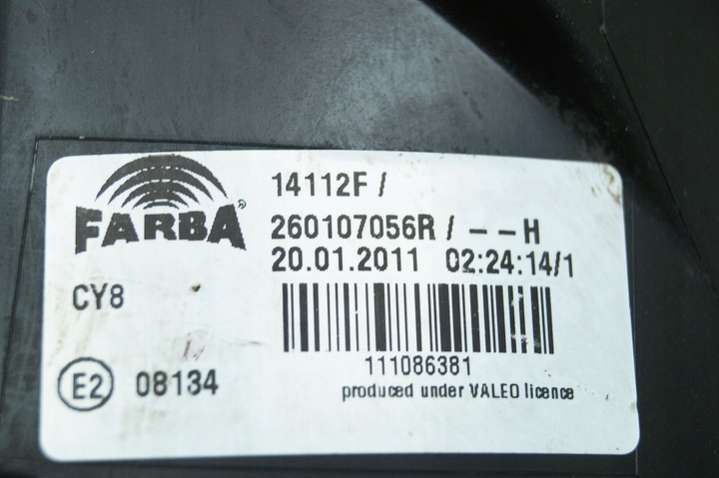 FARBA®
14112F /
260107056R / – – H
20.01.2011 02:24:14/1
CY8
111086381
E2 08134
produced under VALEO licence